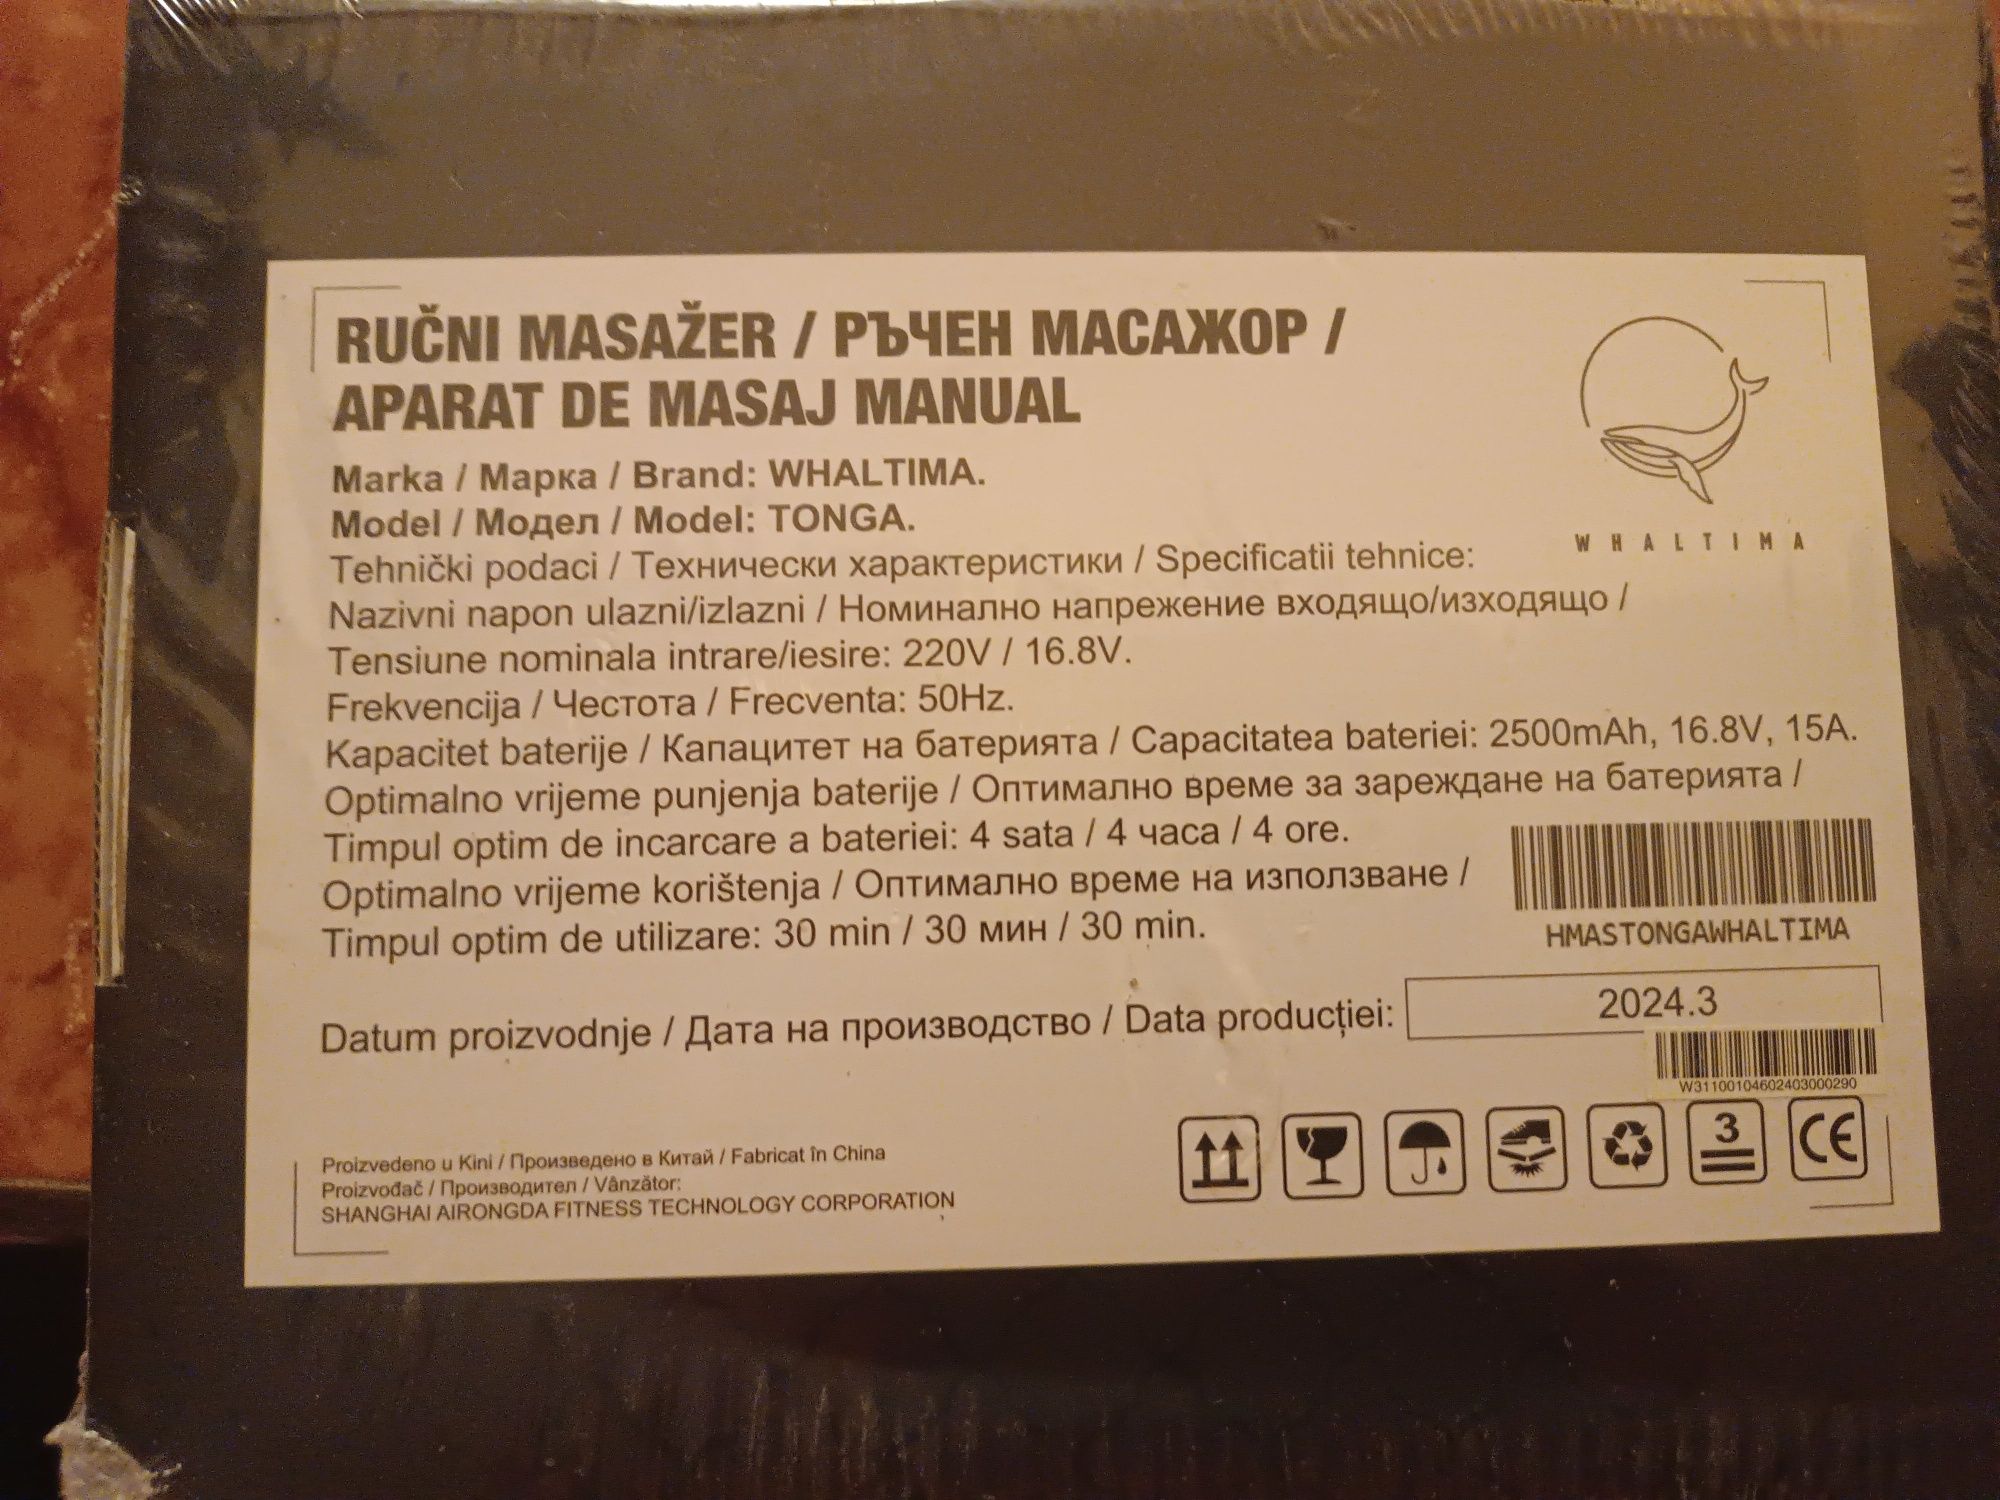 RUČNI MASAŽER / РЪЧЕН МАСАЖОР /
APARAT DE MASAJ MANUAL
Marka / Марка / Brand: WHALTIMA.
Model / Модел / Model: TONGA.
WHALTIMA
Tehnički podaci / Технически характеристики / Specificatii tehnice:
Nazivni napon ulazni/izlazni / Номинално напрежение входящо/изходящо /
Tensiune nominala intrare/iesire: 220V / 16.8V.
Frekvencija / Честота / Frecventa: 50Hz.
Kapacitet baterije / Капацитет на батерията / Capacitatea bateriei: 2500mAh, 16.8V, 15A.
Optimalno vrijeme punjenja baterije / Оптимално време за зареждане на батерията /
Timpul optim de incarcare a bateriei: 4 sata / 4 часа / 4 ore.
Optimalno vrijeme korištenja / Оптимално време на използване /
Timpul optim de utilizare: 30 min / 30 мин / 30 min.
HMASTONGAWHALTIMA
Datum proizvodnje / Дата на производство / Data producției: 2024.3
W31100104602403000290
Proizvedeno u Kini / Произведено в Китай / Fabricat în China
Proizvođač / Производител / Vânzător:
SHANGHAI AIRONGDA FITNESS TECHNOLOGY CORPORATION
3
CE